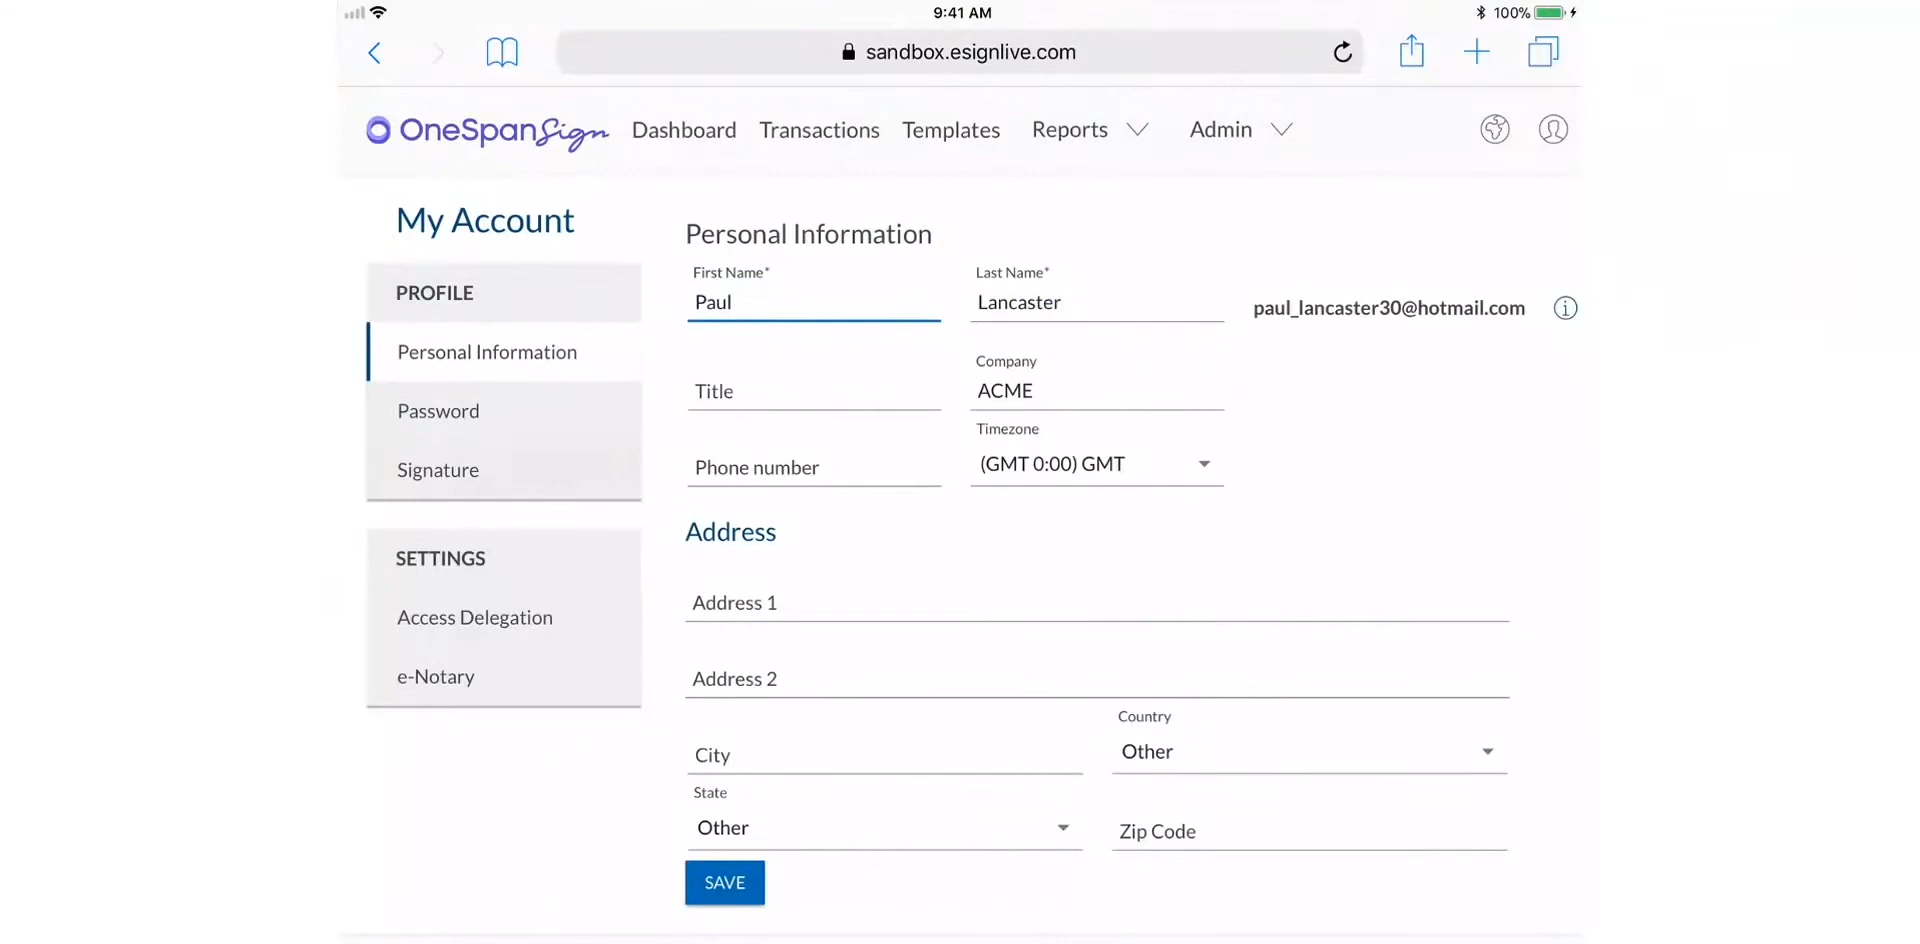 9:41 AM
100%
sandbox.esignlive.com
OneSpanSign Dashboard Transactions Templates Reports Admin
My Account
PROFILE
Personal Information
Password
Signature
SETTINGS
Access Delegation
e-Notary
Personal Information
First Name*
Paul
Last Name*
Lancaster
paul_lancaster30@hotmail.com
Title
Company
ACME
Phone number
Timezone
(GMT 0:00) GMT
Address
Address 1
Address 2
City
Country
Other
State
Other
Zip Code
SAVE